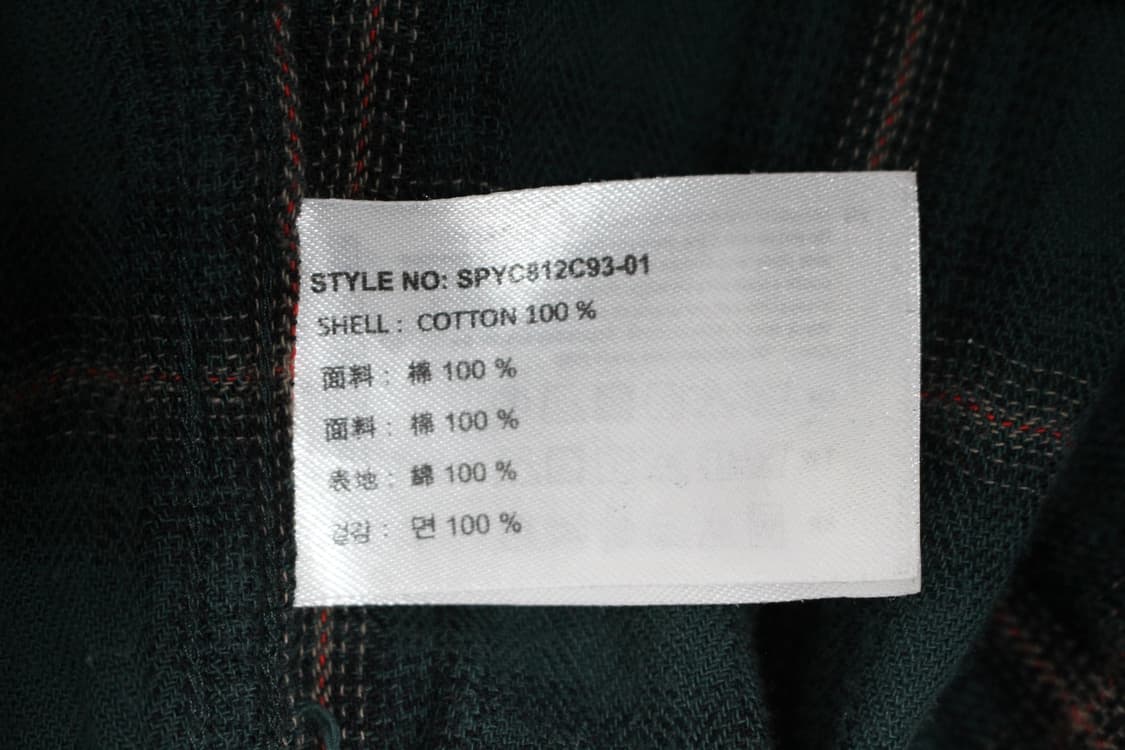 STYLE NO: SPYC812C93-01
SHELL : COTTON 100 %
面料 : 棉 100 %
面料 : 棉 100 %
表地 : 綿 100 %
겉감 : 면 100 %